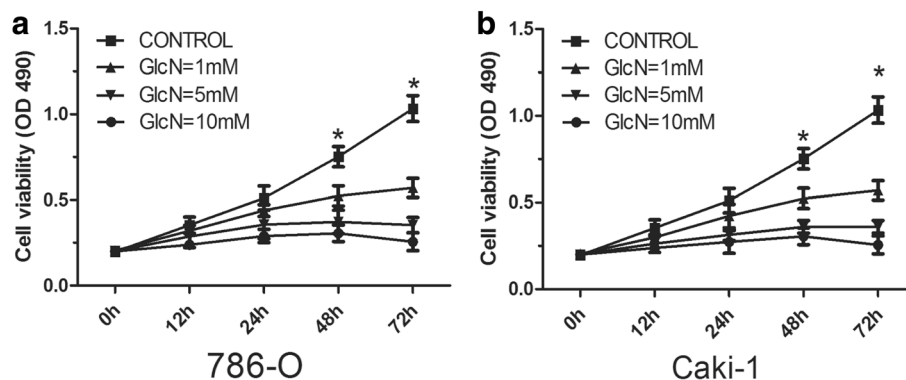 a
Cell viability (OD 490)
1.5
1.0
0.5
0.0
CONTROL
GlcN=1mM
GlcN=5mM
GlcN=10mM
*
*
0h
12h
24h
48h
72h
786-O
b
Cell viability (OD 490)
1.5
1.0
0.5
0.0
CONTROL
GlcN=1mM
GlcN=5mM
GlcN=10mM
*
*
0h
12h
24h
48h
72h
Caki-1